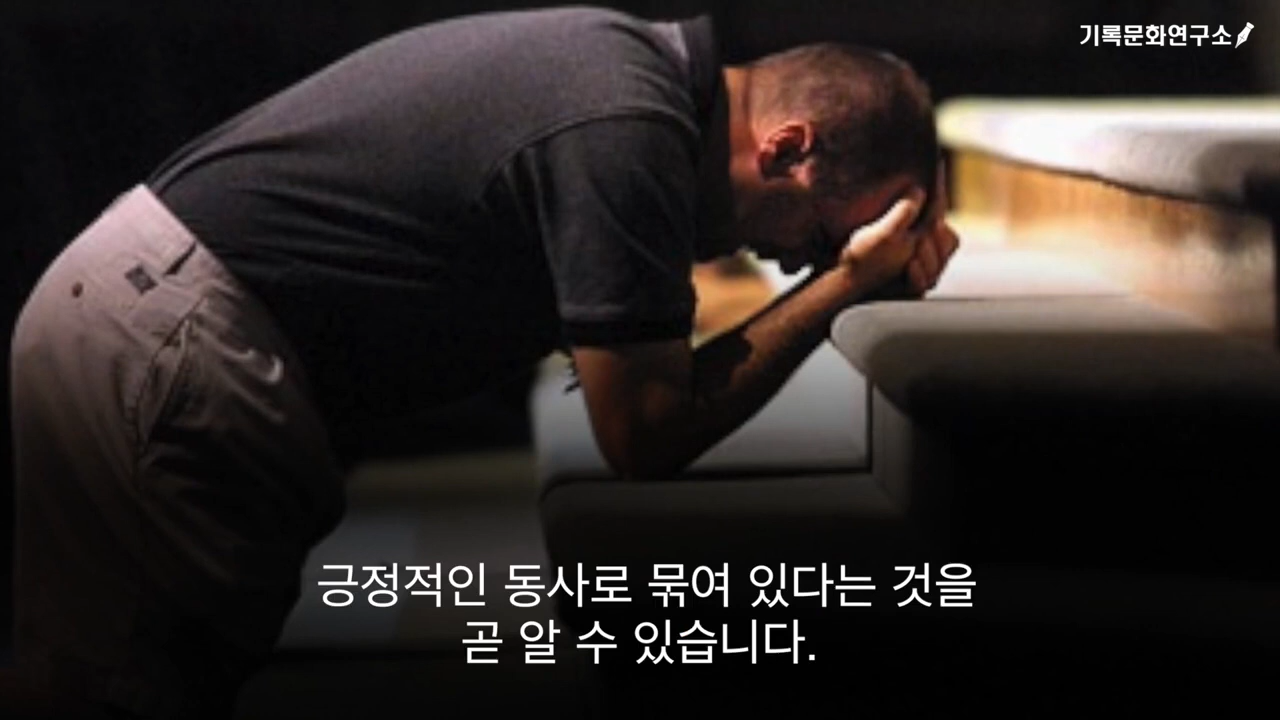 기록문화연구소
긍정적인 동사로 묶여 있다는 것을
곧 알 수 있습니다.